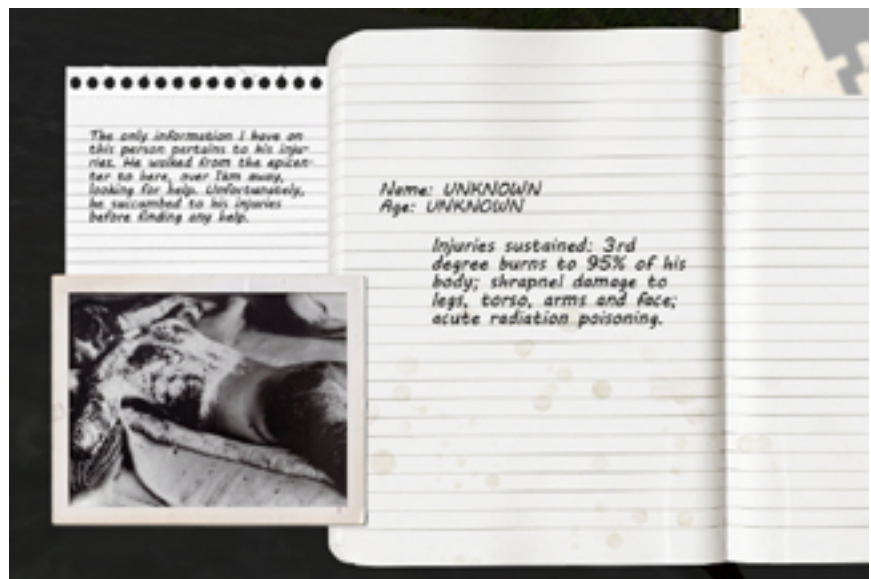 The only information I have on
this person pertains to his inju-
ries. He walked from the epicen-
ter to here, over 1km away,
looking for help. Unfortunately,
he succumbed to his injuries
before finding any help.
Name: UNKNOWN
Age: UNKNOWN
Injuries sustained: 3rd
degree burns to 95% of his
body; shrapnel damage to
legs, torso, arms and face;
acute radiation poisoning.